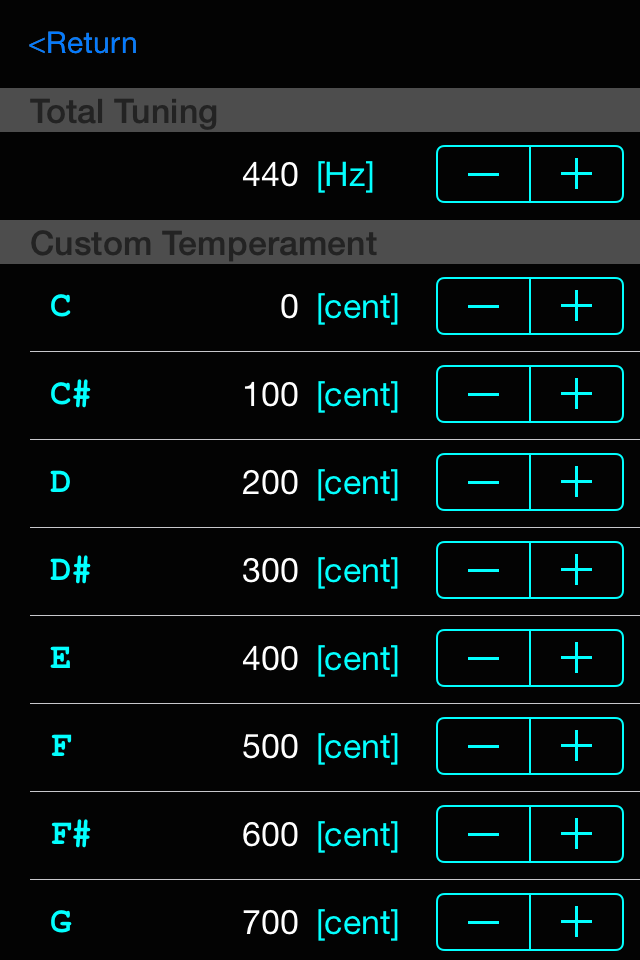 <Return
Total Tuning
440 [Hz] — +
Custom Temperament
C 0 [cent] — +
C# 100 [cent] — +
D 200 [cent] — +
D# 300 [cent] — +
E 400 [cent] — +
F 500 [cent] — +
F# 600 [cent] — +
G 700 [cent] — +